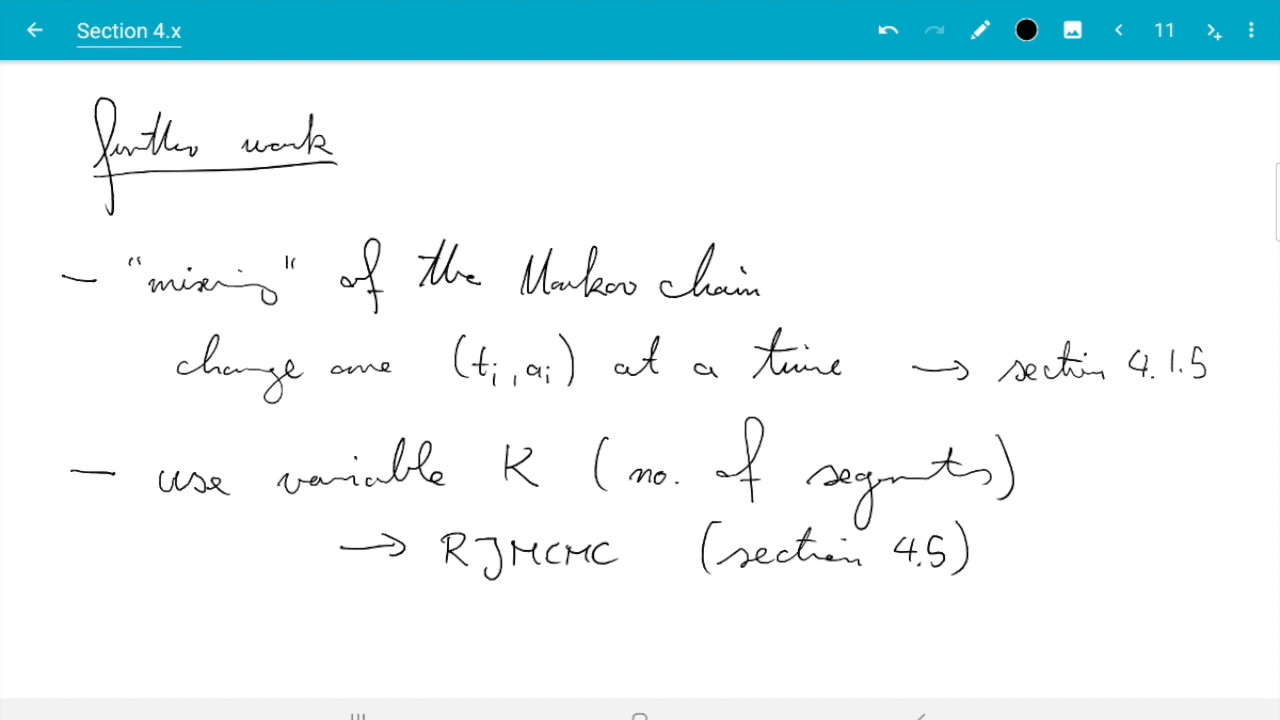 Section 4.x
11
further work
- "mixing" of the Markov chain
change one (ti, ai) at a time → section 4.1.5
- use variable K (no. of segments)
→ RJMCMC (section 4.5)